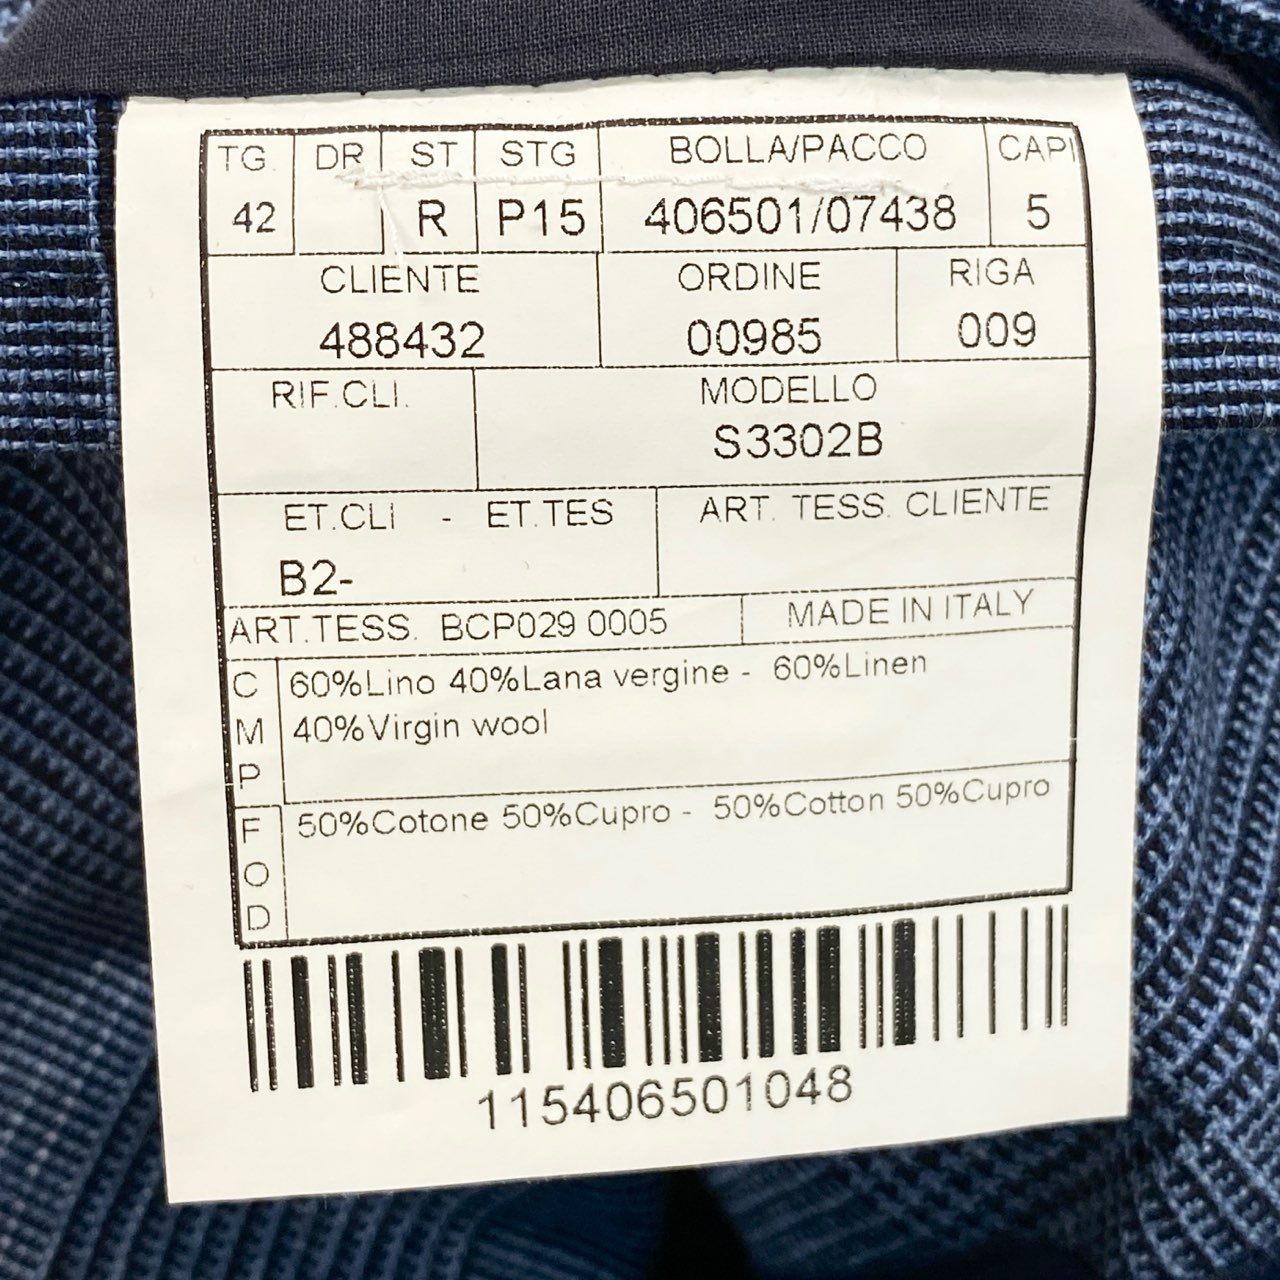 TG. DR ST STG BOLLA/PACCO CAPI
42 R P15 406501/07438 5
CLIENTE ORDINE RIGA
488432 00985 009
RIF.CLI. MODELLO
S3302B
ET.CLI - ET.TES ART. TESS. CLIENTE
B2-
ART.TESS. BCP029 0005 MADE IN ITALY
C M P
60%Lino 40%Lana vergine - 60%Linen
40%Virgin wool
F O D
50%Cotone 50%Cupro - 50%Cotton 50%Cupro
115406501048